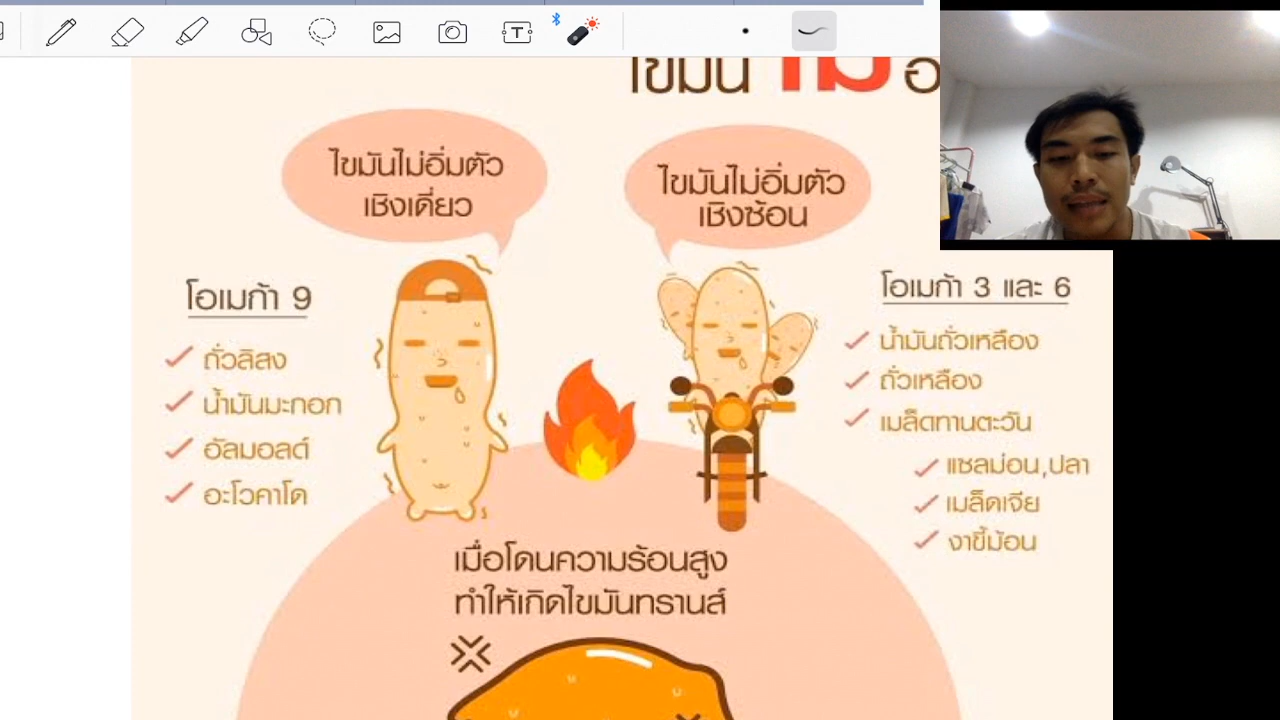 ไขมัน ไม่ อ
ไขมันไม่อิ่มตัว
เชิงเดี่ยว
ไขมันไม่อิ่มตัว
เชิงซ้อน
โอเมก้า 9
ถั่วลิสง
น้ำมันมะกอก
อัลมอลด์
อะโวคาโด
โอเมก้า 3 และ 6
น้ำมันถั่วเหลือง
ถั่วเหลือง
เมล็ดทานตะวัน
แซลม่อน,ปลา
เมล็ดเจีย
งาขี้ม้อน
เมื่อโดนความร้อนสูง
ทำให้เกิดไขมันทรานส์